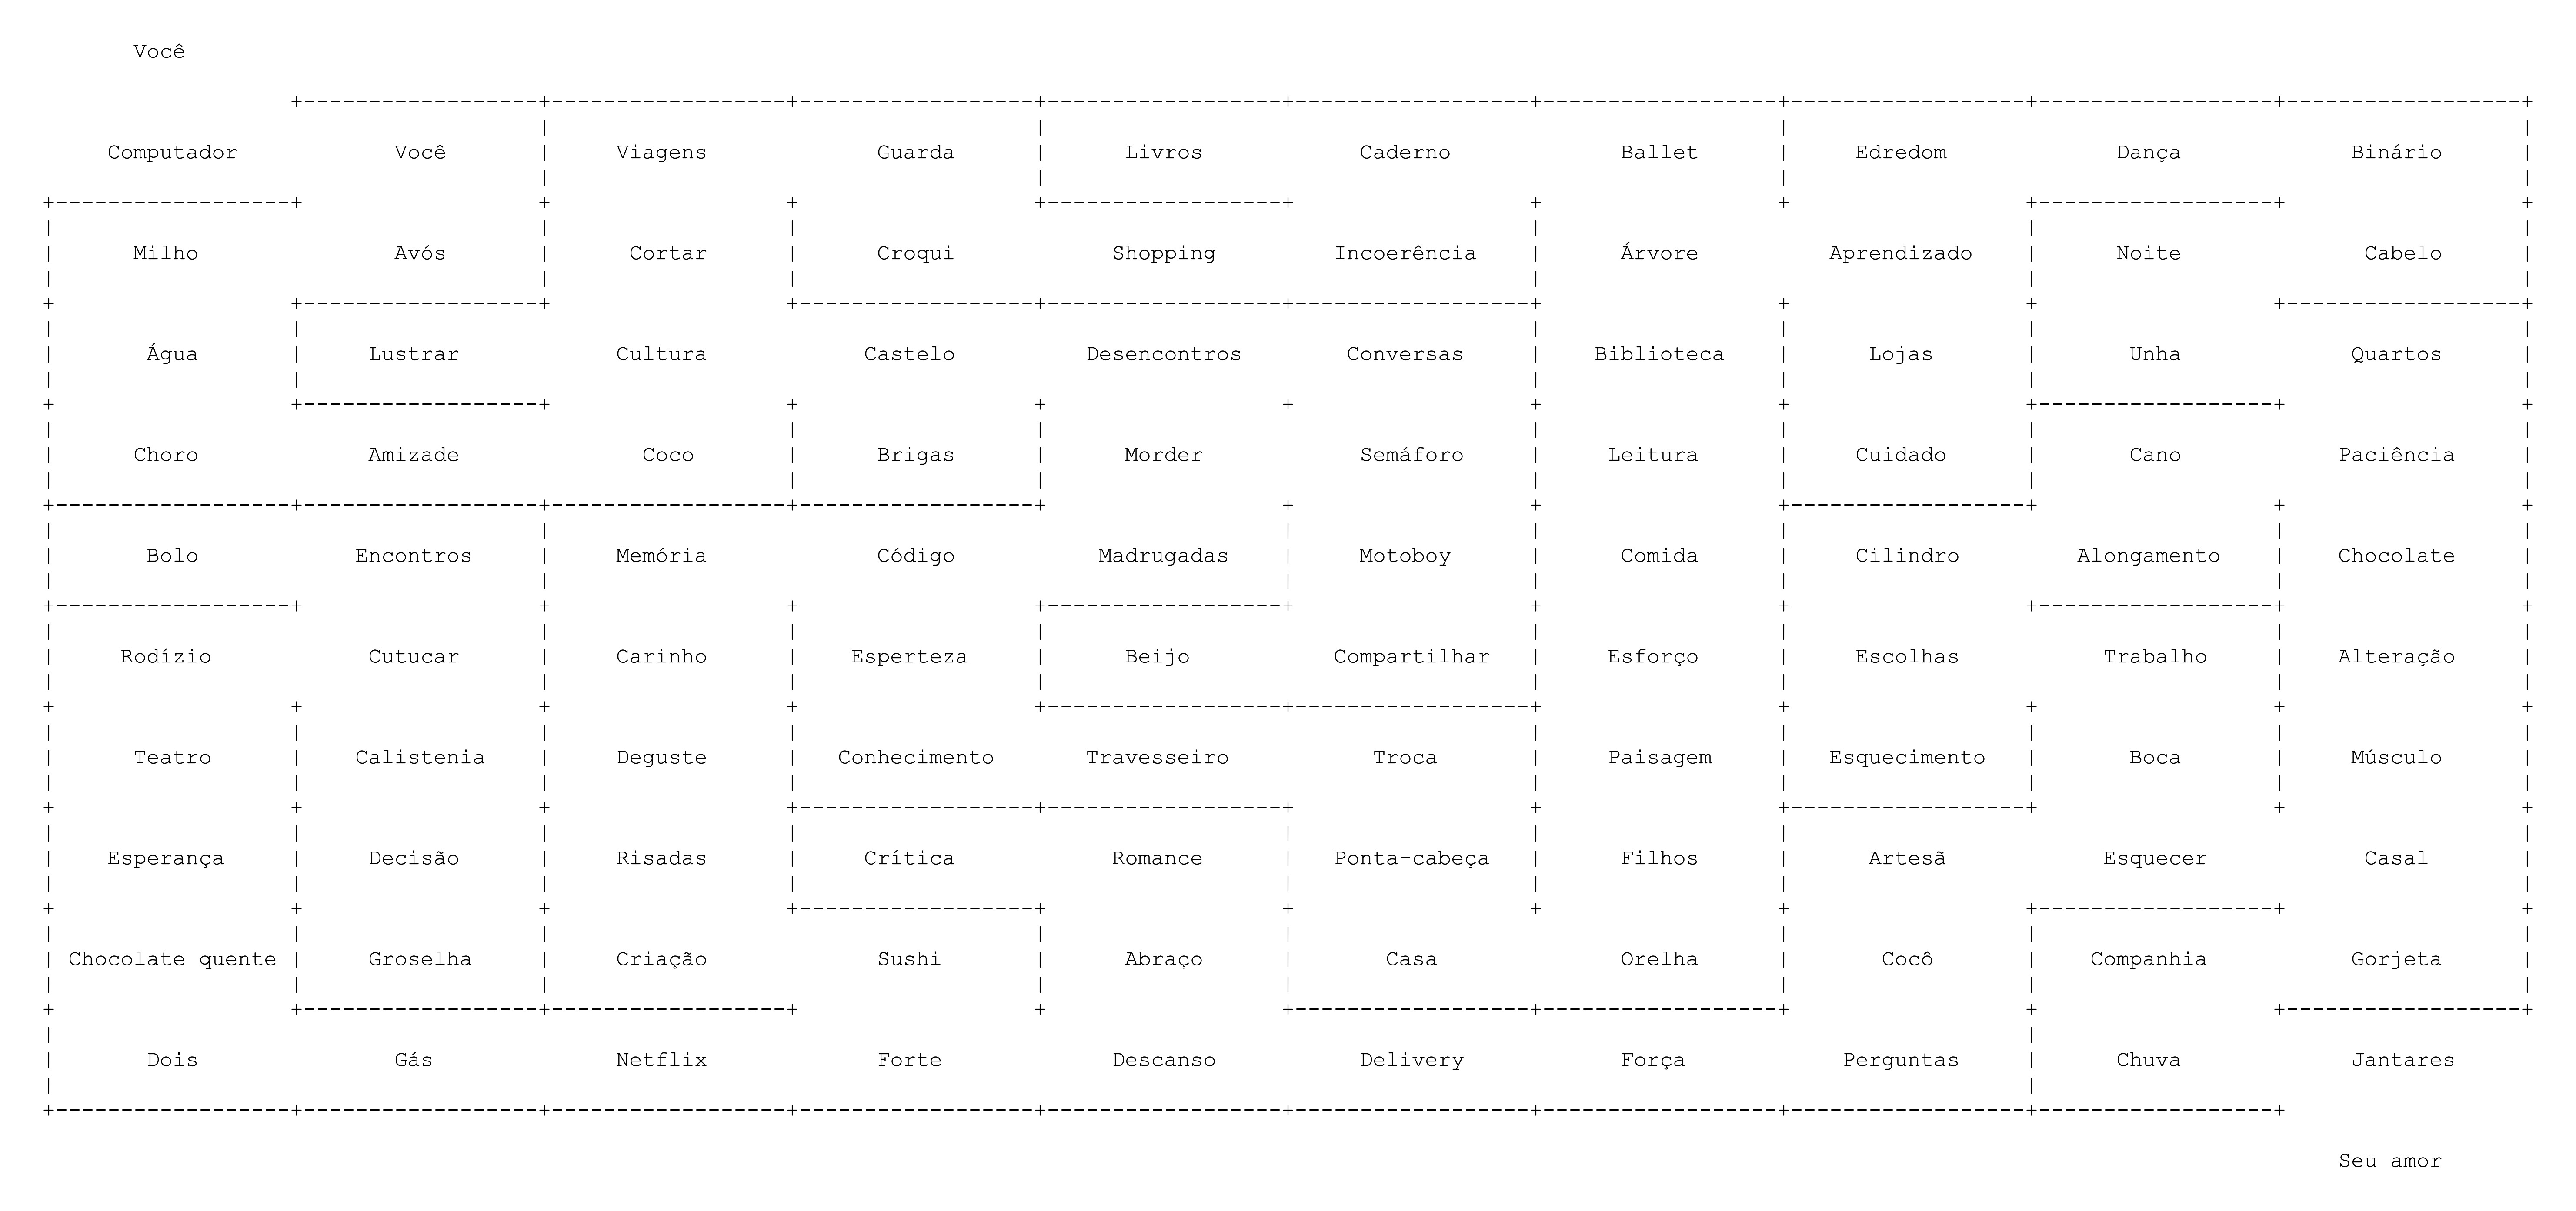 Você
Computador Você Viagens Guarda Livros Caderno Ballet Edredom Dança Binário
Milho Avós Cortar Croqui Shopping Incoerência Árvore Aprendizado Noite Cabelo
Água Lustrar Cultura Castelo Desencontros Conversas Biblioteca Lojas Unha Quartos
Choro Amizade Coco Brigas Morder Semáforo Leitura Cuidado Cano Paciência
Bolo Encontros Memória Código Madrugadas Motoboy Comida Cilindro Alongamento Chocolate
Rodízio Cutucar Carinho Esperteza Beijo Compartilhar Esforço Escolhas Trabalho Alteração
Teatro Calistenia Deguste Conhecimento Travesseiro Troca Paisagem Esquecimento Boca Músculo
Esperança Decisão Risadas Crítica Romance Ponta-cabeça Filhos Artesã Esquecer Casal
Chocolate quente Groselha Criação Sushi Abraço Casa Orelha Cocô Companhia Gorjeta
Dois Gás Netflix Forte Descanso Delivery Força Perguntas Chuva Jantares
Seu amor